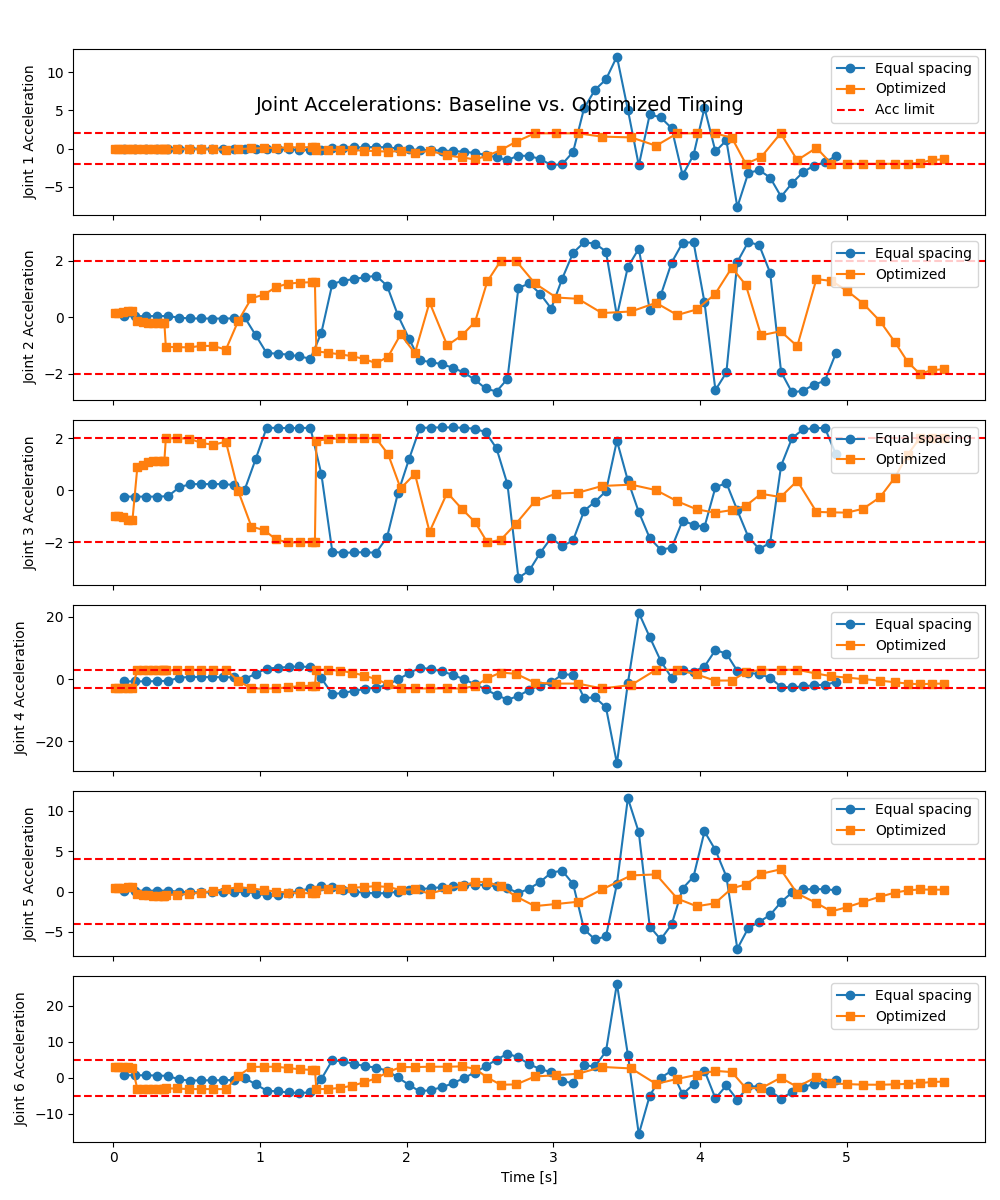 Joint Accelerations: Baseline vs. Optimized Timing
Joint 1 Acceleration
10
5
0
−5
Equal spacing
Optimized
Acc limit
Joint 2 Acceleration
2
0
−2
Equal spacing
Optimized
Joint 3 Acceleration
2
0
−2
Equal spacing
Optimized
Joint 4 Acceleration
20
0
−20
Equal spacing
Optimized
Joint 5 Acceleration
10
5
0
−5
Equal spacing
Optimized
Joint 6 Acceleration
20
10
0
−10
Equal spacing
Optimized
0 1 2 3 4 5
Time [s]